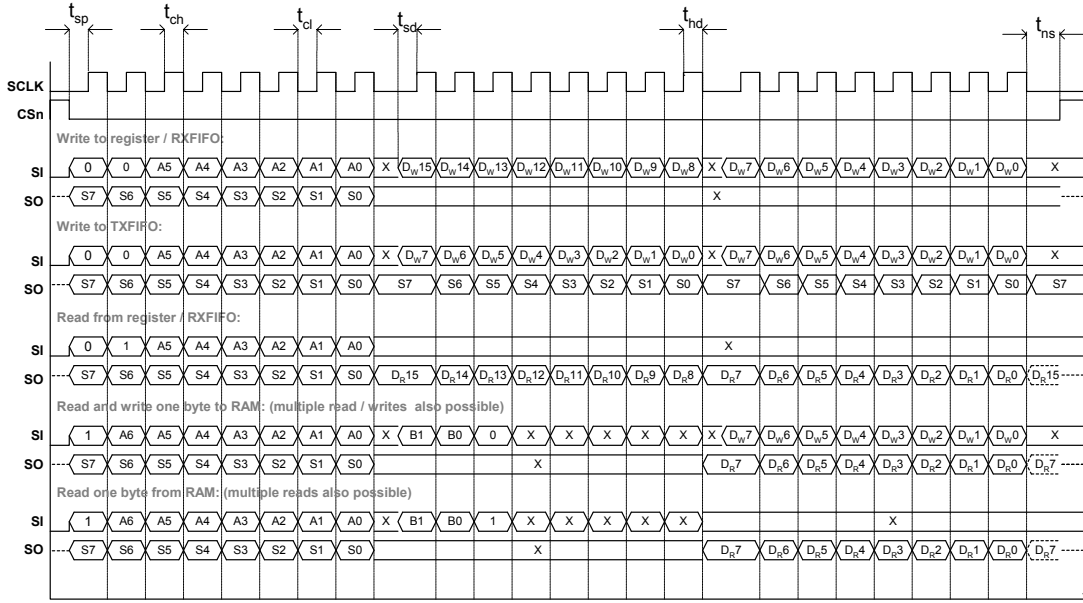 tsp tch tcl tsd thd tns
SCLK
CSn
Write to register / RXFIFO:
SI 0 0 A5 A4 A3 A2 A1 A0 X DW15 DW14 DW13 DW12 DW11 DW10 DW9 DW8 X DW7 DW6 DW5 DW4 DW3 DW2 DW1 DW0 X
SO S7 S6 S5 S4 S3 S2 S1 S0 X
Write to TXFIFO:
SI 0 0 A5 A4 A3 A2 A1 A0 X DW7 DW6 DW5 DW4 DW3 DW2 DW1 DW0 X DW7 DW6 DW5 DW4 DW3 DW2 DW1 DW0 X
SO S7 S6 S5 S4 S3 S2 S1 S0 S7 S6 S5 S4 S3 S2 S1 S0 S7 S6 S5 S4 S3 S2 S1 S0 S7
Read from register / RXFIFO:
SI 0 1 A5 A4 A3 A2 A1 A0 X
SO S7 S6 S5 S4 S3 S2 S1 S0 DR15 DR14 DR13 DR12 DR11 DR10 DR9 DR8 DR7 DR6 DR5 DR4 DR3 DR2 DR1 DR0 DR15
Read and write one byte to RAM: (multiple read / writes also possible)
SI 1 A6 A5 A4 A3 A2 A1 A0 X B1 B0 0 X X X X X X DW7 DW6 DW5 DW4 DW3 DW2 DW1 DW0 X
SO S7 S6 S5 S4 S3 S2 S1 S0 X DR7 DR6 DR5 DR4 DR3 DR2 DR1 DR0 DR7
Read one byte from RAM: (multiple reads also possible)
SI 1 A6 A5 A4 A3 A2 A1 A0 X B1 B0 1 X X X X X X
SO S7 S6 S5 S4 S3 S2 S1 S0 X DR7 DR6 DR5 DR4 DR3 DR2 DR1 DR0 DR7